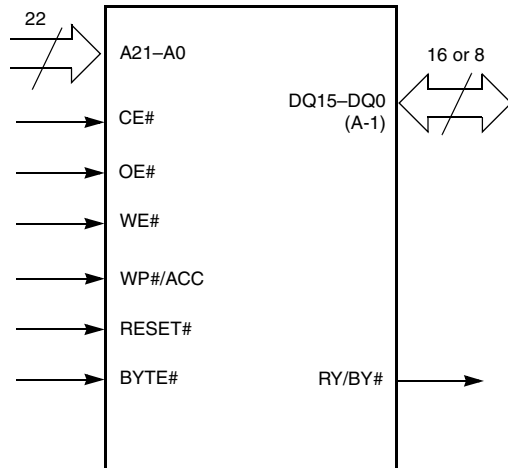 22
A21–A0
16 or 8
DQ15–DQ0
(A-1)
CE#
OE#
WE#
WP#/ACC
RESET#
BYTE#
RY/BY#